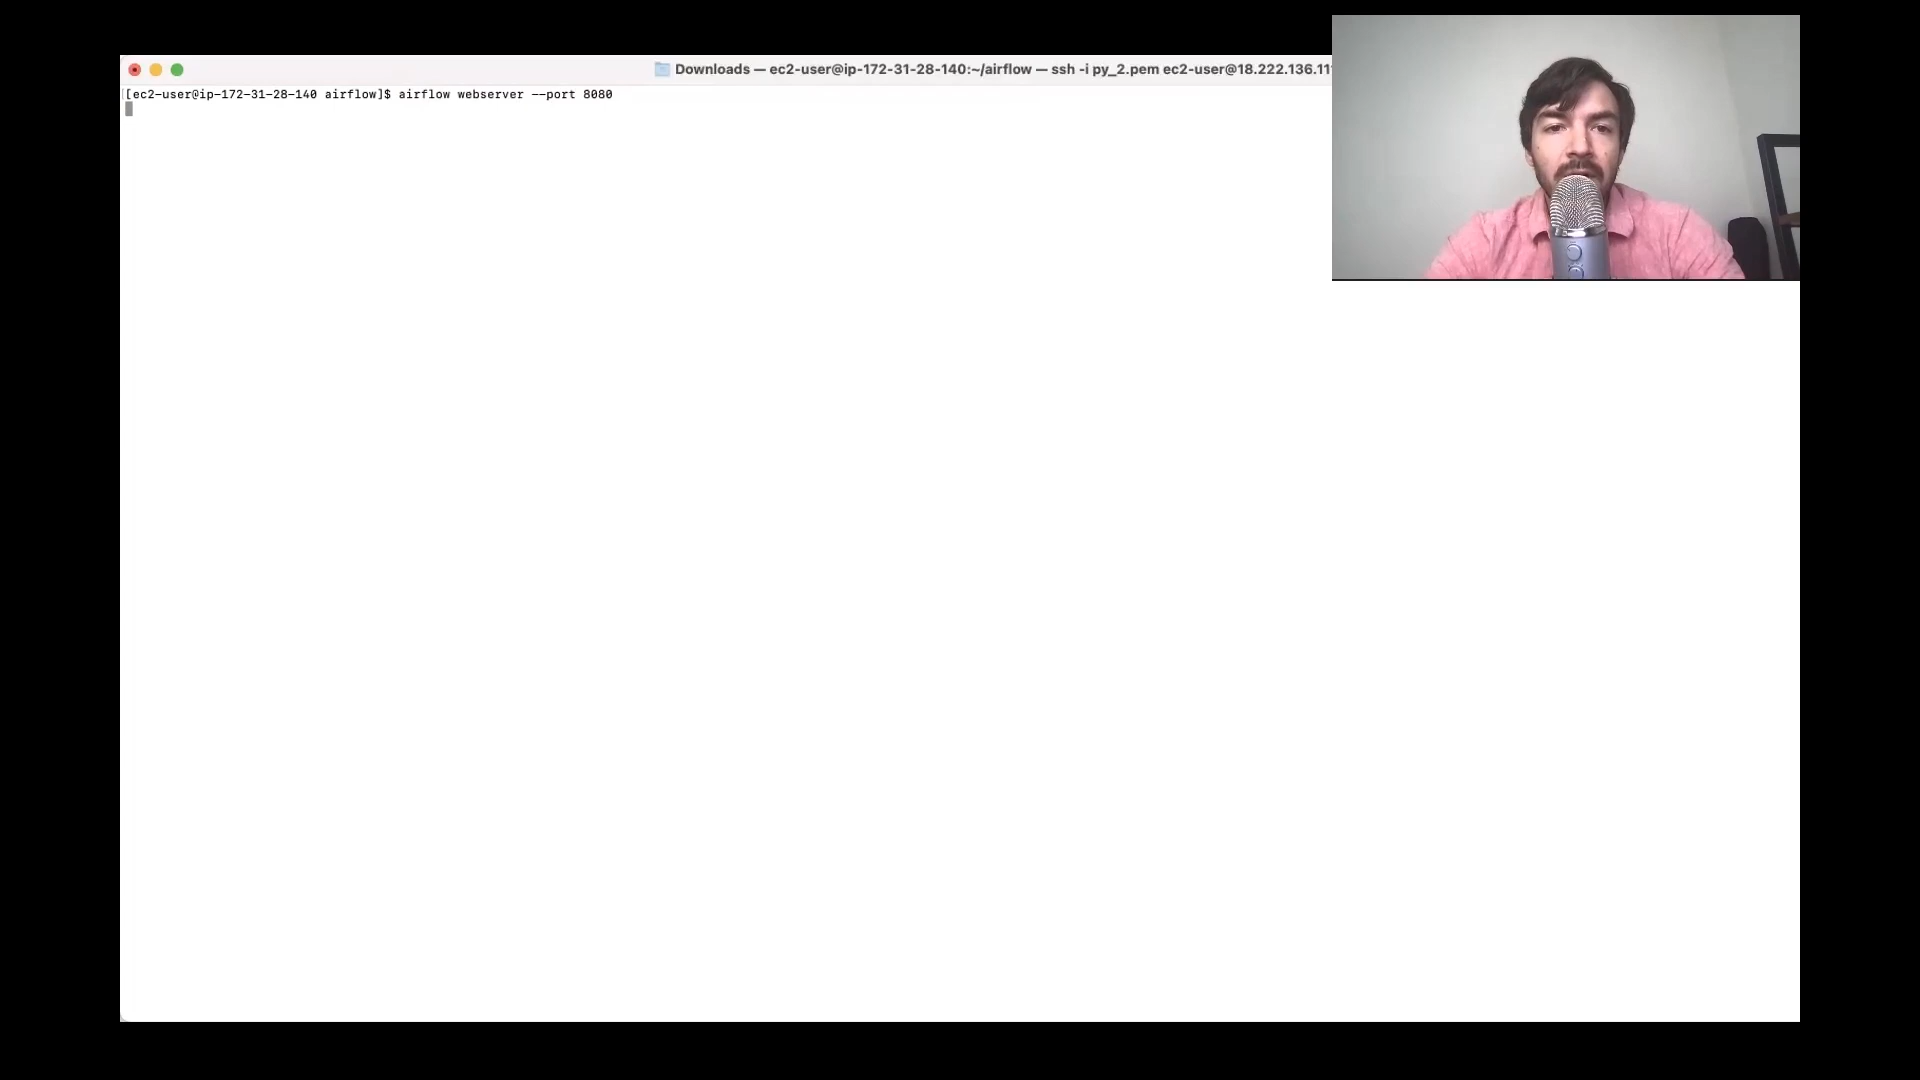 Downloads — ec2-user@ip-172-31-28-140:~/airflow — ssh -i py_2.pem ec2-user@18.222.136.11
[ec2-user@ip-172-31-28-140 airflow]$ airflow webserver --port 8080